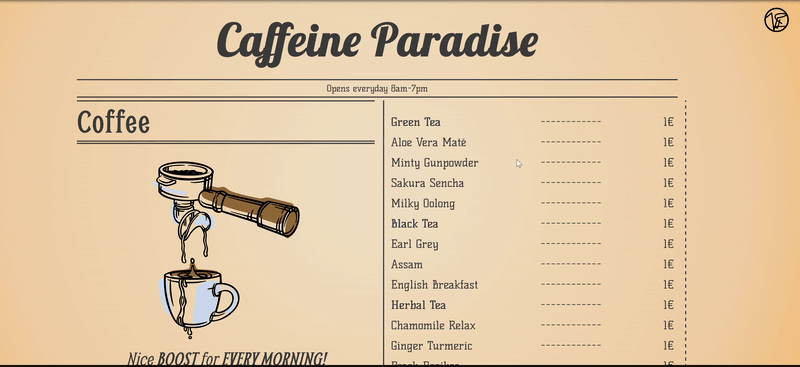 Caffeine Paradise
Opens everyday 8am-7pm
Coffee
Nice BOOST for EVERY MORNING!
Green Tea ---------------- 1€
Aloe Vera Maté ---------------- 1€
Minty Gunpowder ---------------- 1€
Sakura Sencha ---------------- 1€
Milky Oolong ---------------- 1€
Black Tea ---------------- 1€
Earl Grey ---------------- 1€
Assam ---------------- 1€
English Breakfast ---------------- 1€
Herbal Tea ---------------- 1€
Chamomile Relax ---------------- 1€
Ginger Turmeric ---------------- 1€